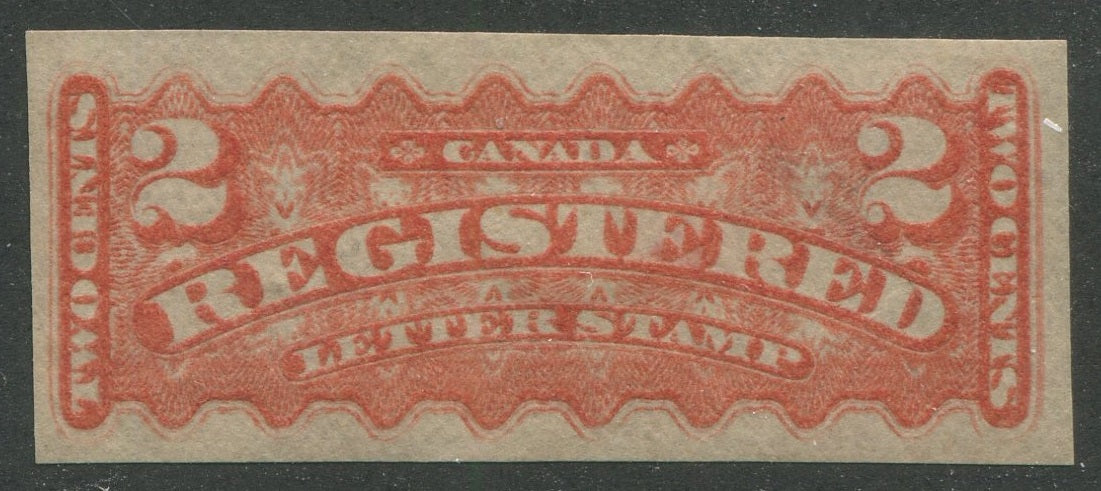 TWO CENTS
2
CANADA
2
TWO CENTS
REGISTERED
LETTER STAMP